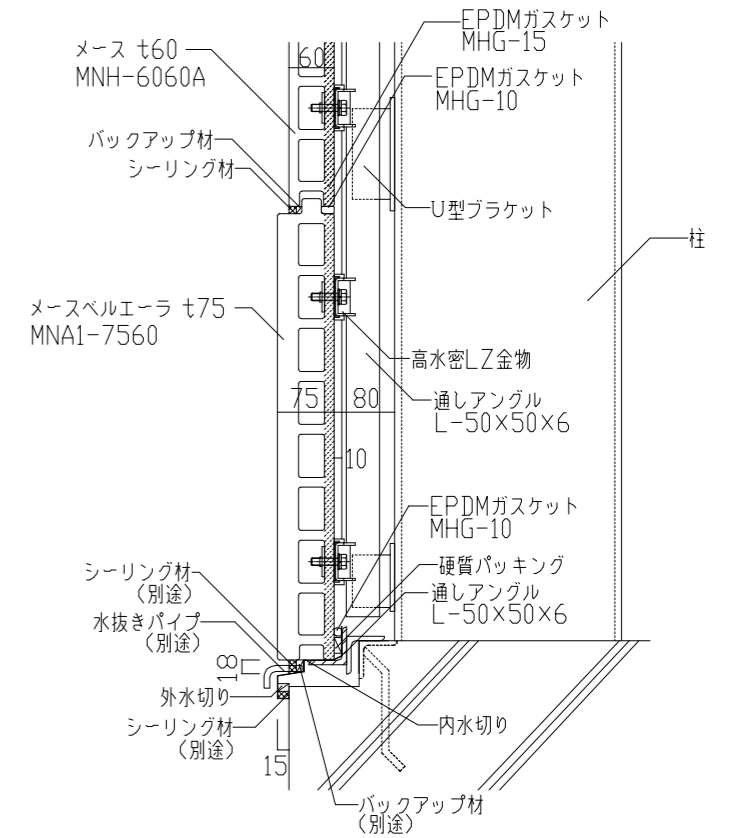 EPDMガスケット
MHG-15
メース t60
MNH-6060A
60
EPDMガスケット
MHG-10
バックアップ材
シーリング材
U型ブラケット
柱
メースベルエーラ t75
MNA1-7560
高水密LZ金物
75
80
通しアングル
L-50×50×6
10
EPDMガスケット
MHG-10
硬質パッキング
シーリング材
(別途)
通しアングル
L-50×50×6
水抜きパイプ
(別途)
18
外水切り
内水切り
シーリング材
(別途)
15
バックアップ材
(別途)